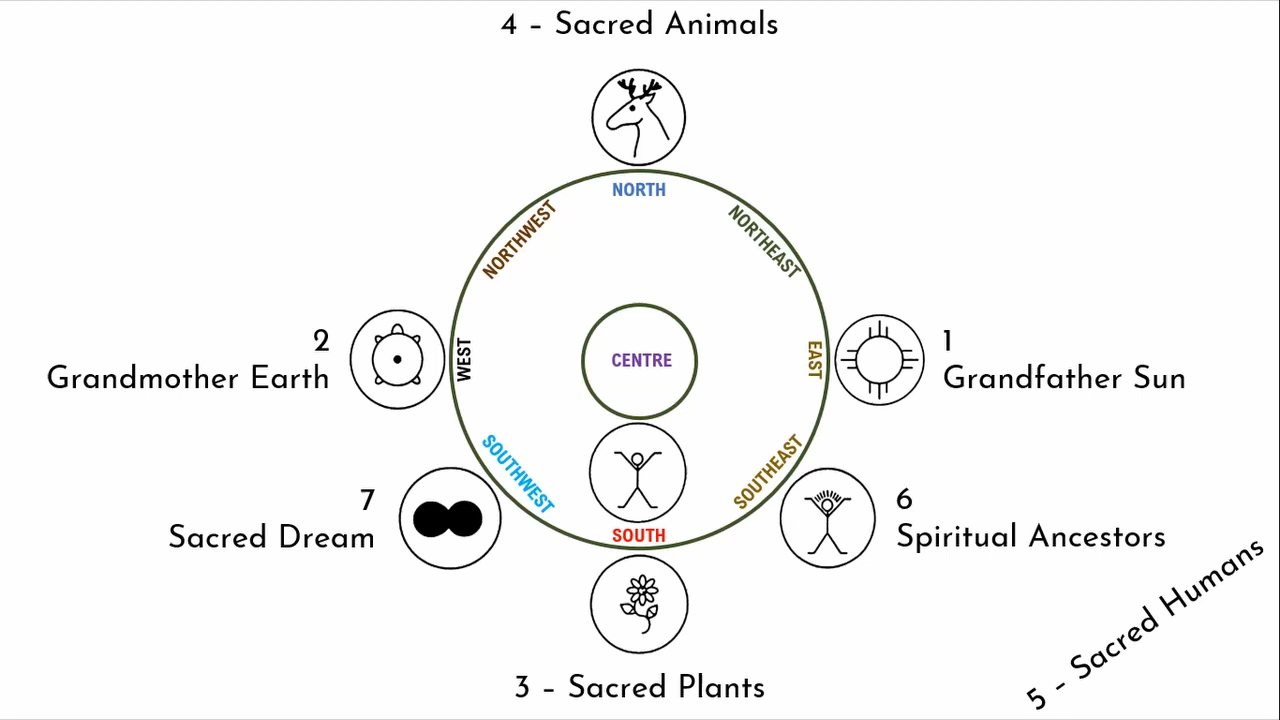 4 – Sacred Animals
NORTH
NORTHWEST
NORTHEAST
2
Grandmother Earth
WEST
CENTRE
EAST
1
Grandfather Sun
SOUTHWEST
SOUTHEAST
7
Sacred Dream
SOUTH
6
Spiritual Ancestors
5 – Sacred Humans
3 – Sacred Plants